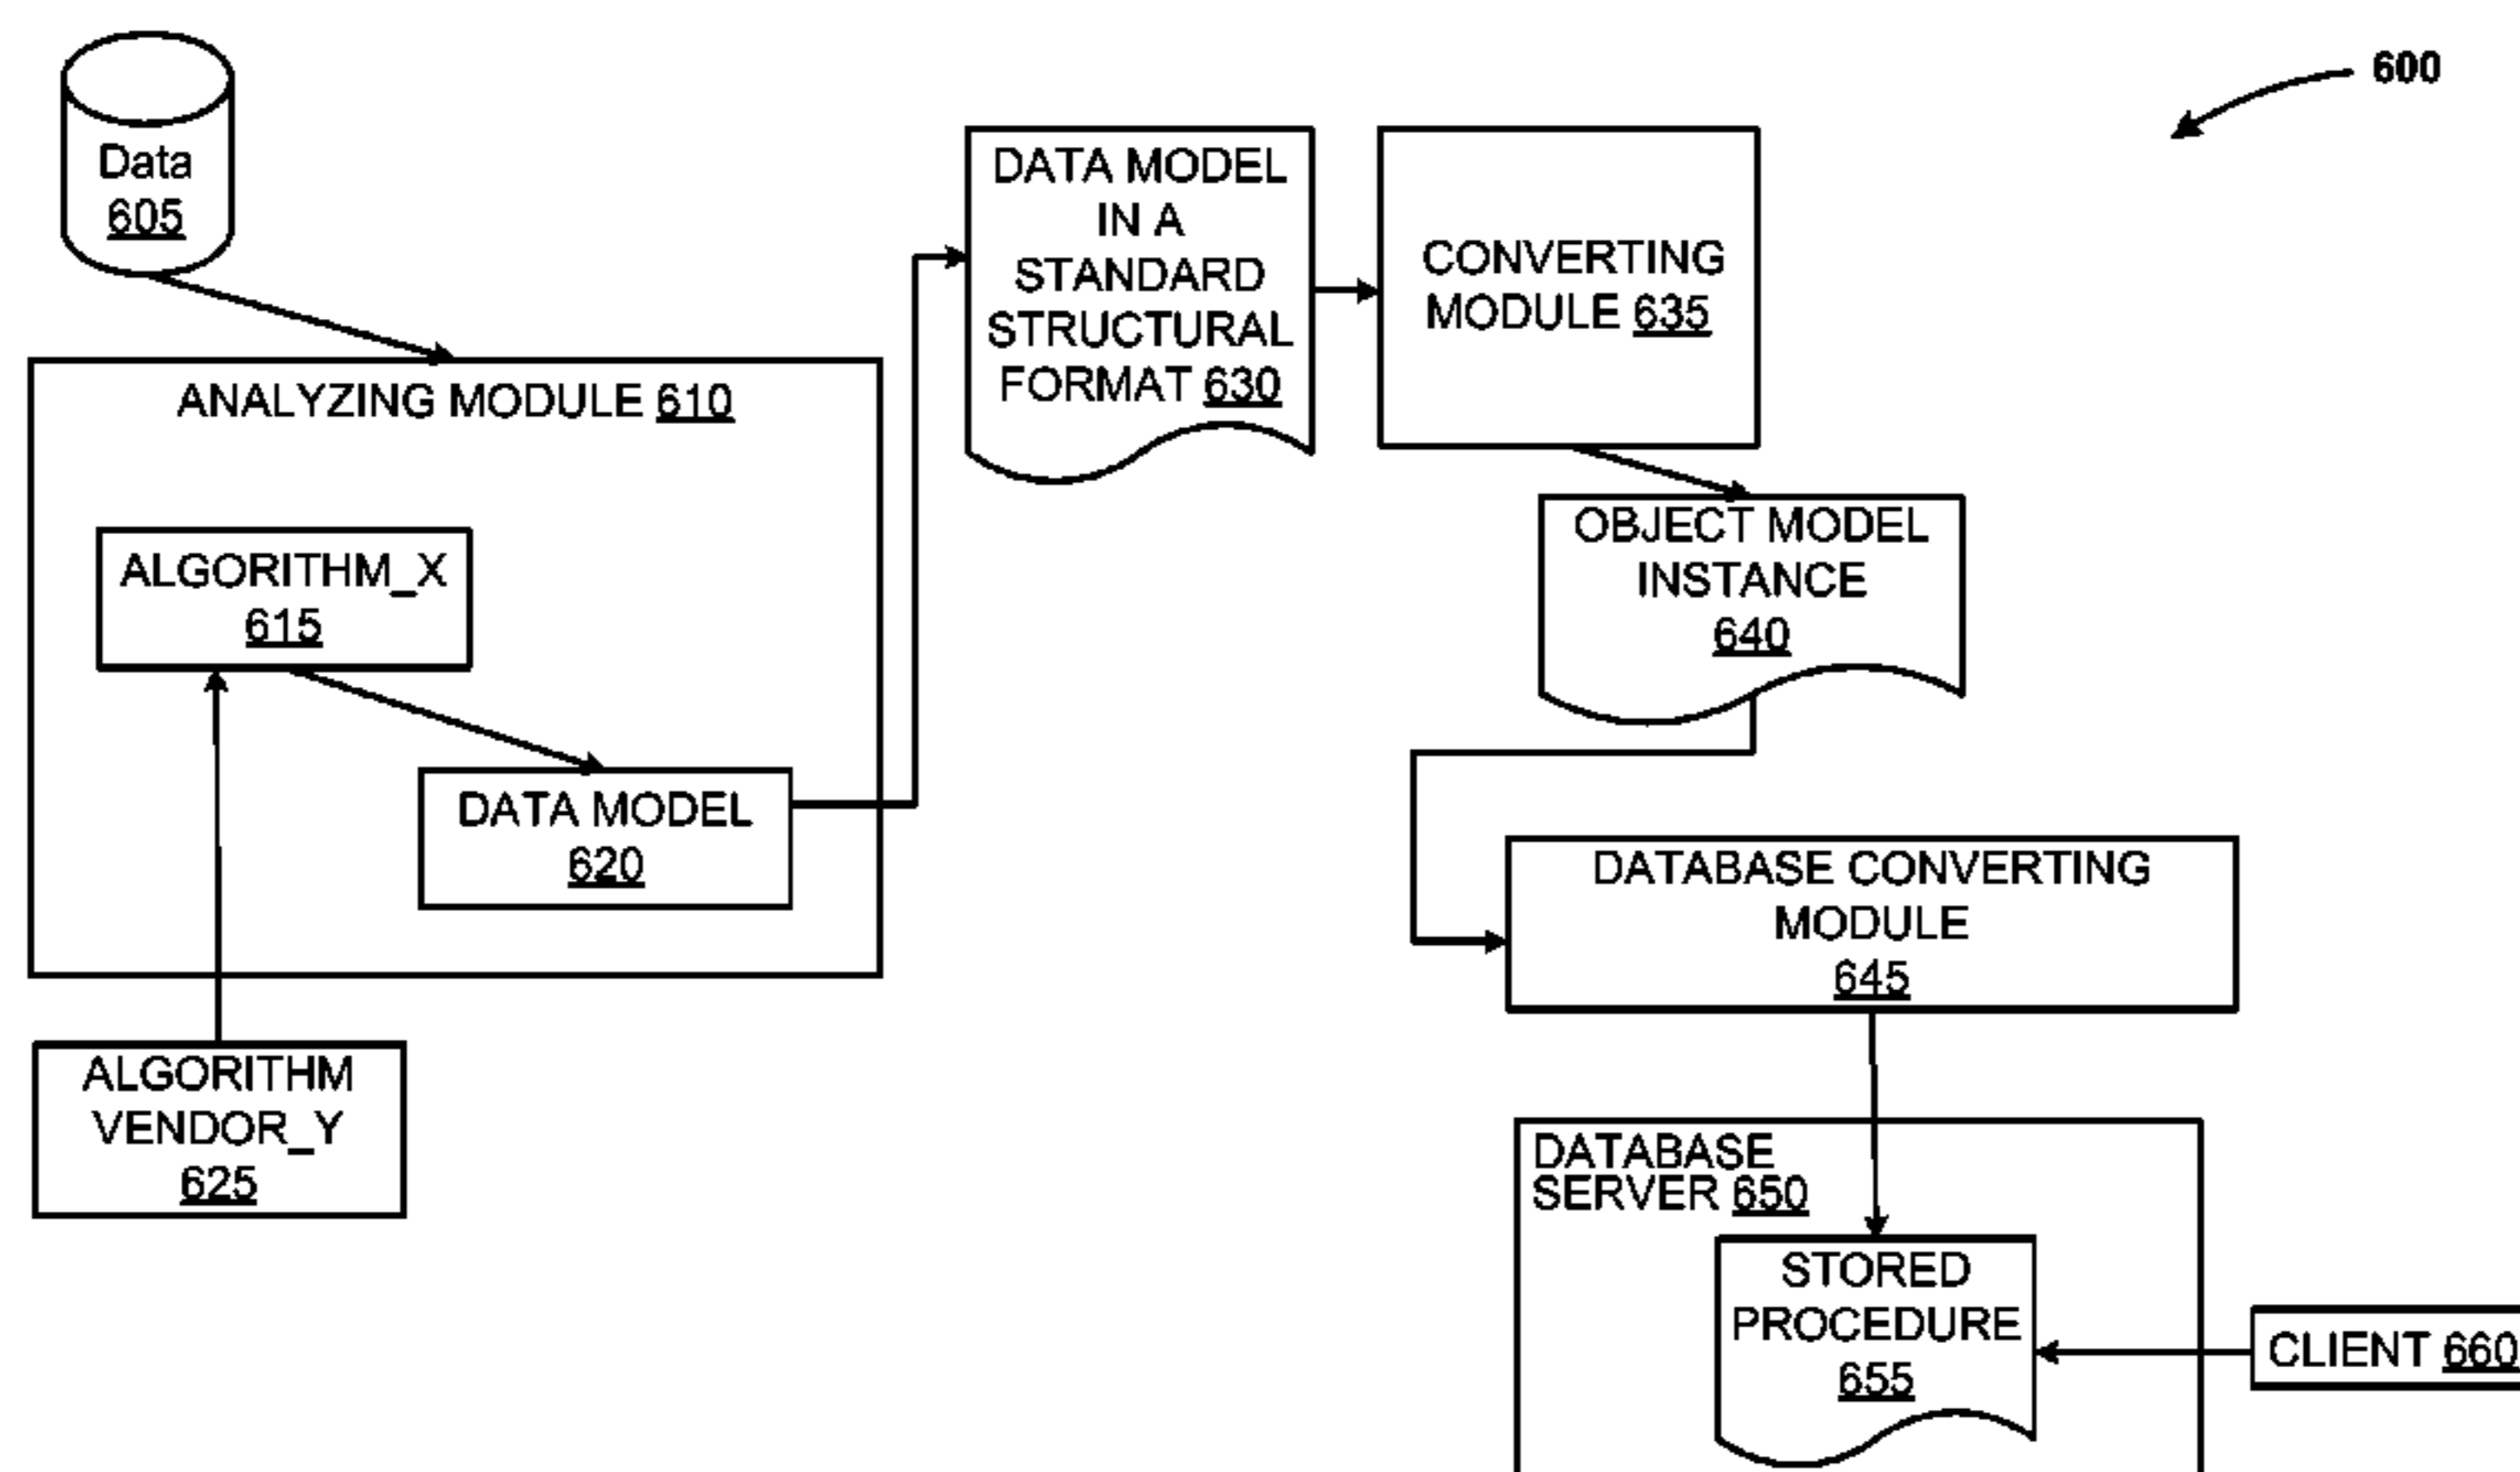 600
Data
605
ANALYZING MODULE 610
ALGORITHM_X
615
DATA MODEL
620
ALGORITHM
VENDOR_Y
625
DATA MODEL
IN A
STANDARD
STRUCTURAL
FORMAT 630
CONVERTING
MODULE 635
OBJECT MODEL
INSTANCE
640
DATABASE CONVERTING
MODULE
645
DATABASE
SERVER 650
STORED
PROCEDURE
655
CLIENT 660